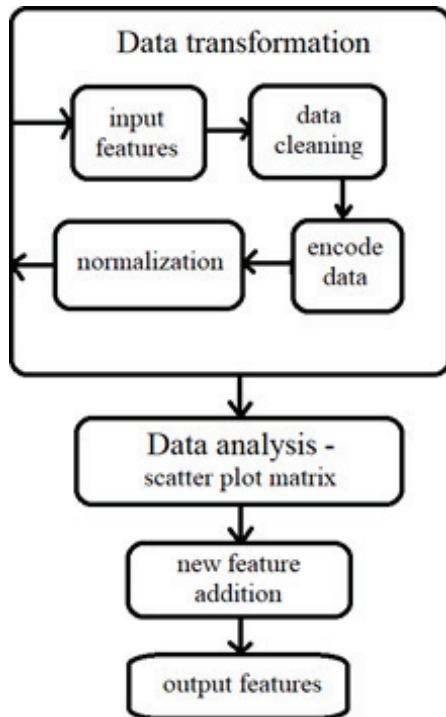 Data transformation
input
features
data
cleaning
encode
data
normalization
Data analysis -
scatter plot matrix
new feature
addition
output features